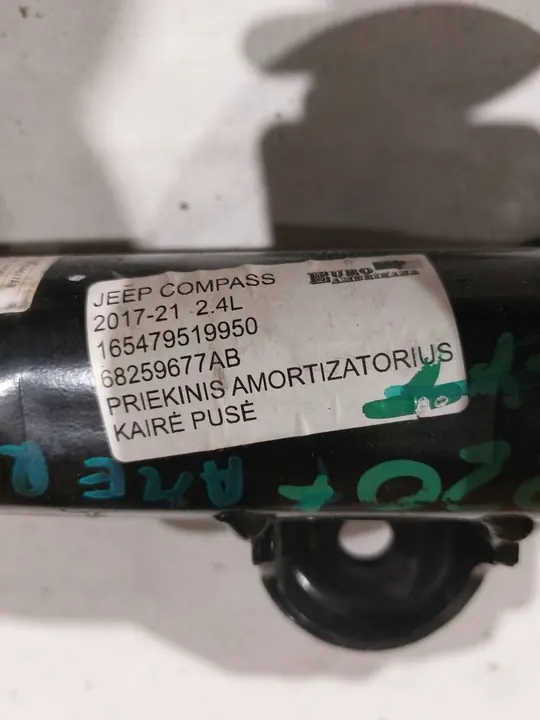 JEEP COMPASS
2017-21 2.4L
165479519950
68259677AB
PRIEKINIS AMORTIZATORIUS
KAIRĖ PUSĖ